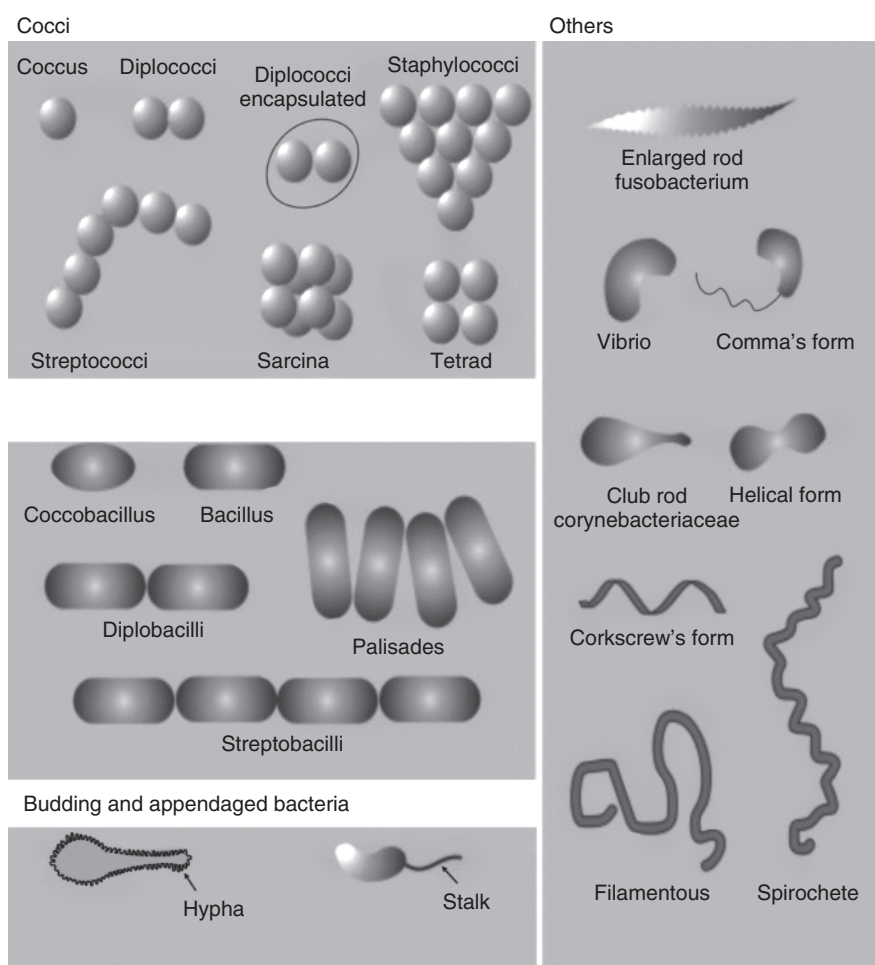 Cocci
Coccus
Diplococci
Diplococci
encapsulated
Staphylococci
Streptococci
Sarcina
Tetrad
Coccobacillus
Bacillus
Diplobacilli
Palisades
Streptobacilli
Budding and appendaged bacteria
Hypha
Stalk
Others
Enlarged rod
fusobacterium
Vibrio
Comma's form
Club rod
corynebacteriaceae
Helical form
Corkscrew's form
Filamentous
Spirochete